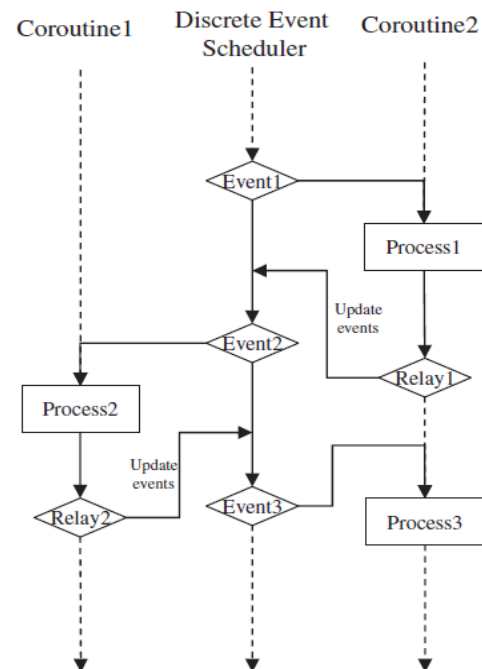 Coroutine1
Discrete Event
Scheduler
Coroutine2
Event1
Process1
Update
events
Event2
Relay1
Process2
Update
events
Relay2
Event3
Process3